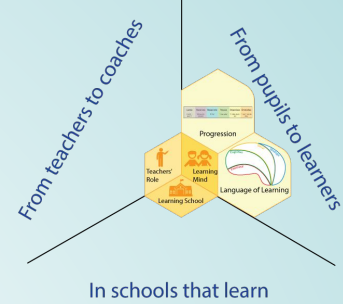 From teachers to coaches
From pupils to learners
Progression
Teachers'
Role
Learning
Mind
Learning School
Language of Learning
In schools that learn